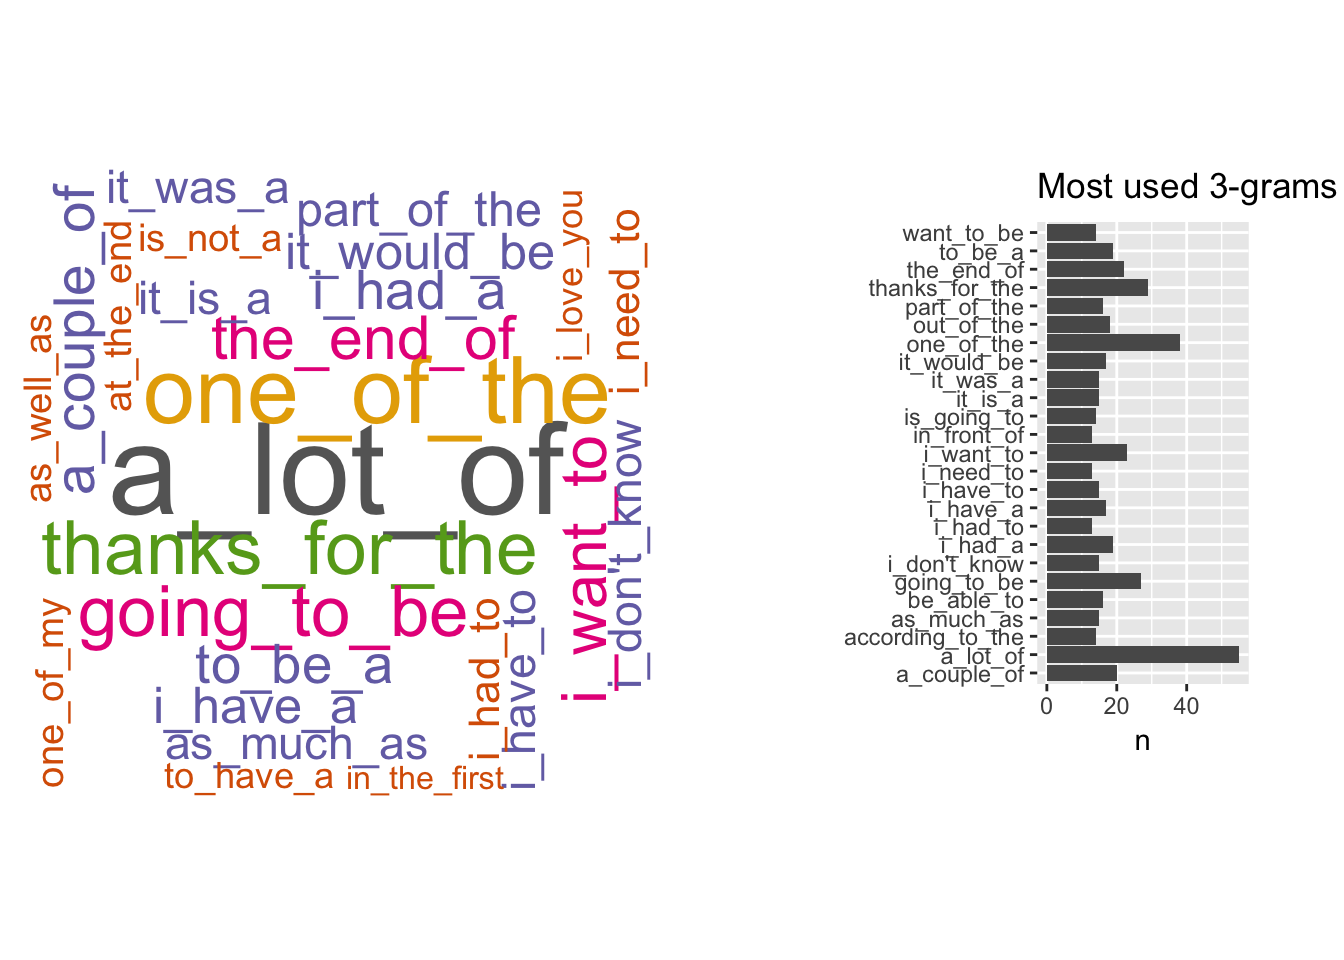 it_was_a
part_of_the
is_not_a
it_would_be
it_is_a
i_had_a
the_end_of
one_of_the
a_lot_of
thanks_for_the
going_to_be
to_be_a
i_have_a
as_much_as
to_have_a
in_the_first
as_well_as
a_couple_of
at_the_end
i_love_you
i_need_to
i_want_to
i_don't_know
one_of_my
i_had_to
i_have_to
Most used 3-grams
want_to_be
to_be_a
the_end_of
thanks_for_the
part_of_the
out_of_the
one_of_the
it_would_be
it_was_a
it_is_a
is_going_to
in_front_of
i_want_to
i_need_to
i_have_to
i_have_a
i_had_to
i_had_a
i_don't_know
going_to_be
be_able_to
as_much_as
according_to_the
a_lot_of
a_couple_of
0 20 40
n